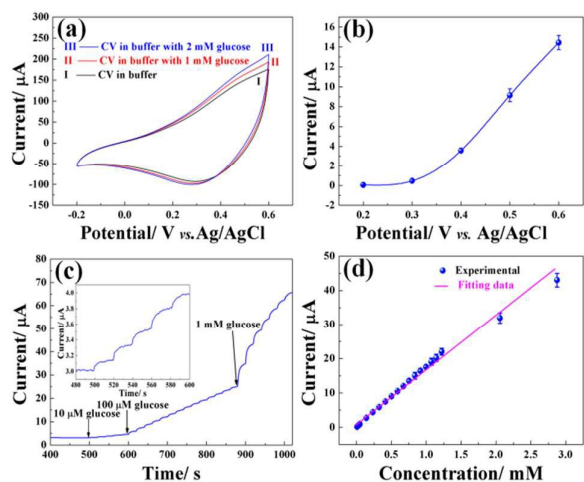 (a)
III — CV in buffer with 2 mM glucose
II — CV in buffer with 1 mM glucose
I — CV in buffer
III
II
I
Current/ µA
300
250
200
150
100
50
0
-50
-100
-0.2 0.0 0.2 0.4 0.6
Potential/ V vs.Ag/AgCl
(b)
Current/ µA
16
14
12
10
8
6
4
2
0
0.2 0.3 0.4 0.5 0.6
Potential/ V vs. Ag/AgCl
(c)
Current/ µA
80
70
60
50
40
30
20
10
0
Current/ µA
4.0
3.8
3.6
3.4
3.2
3.0
480 500 520 540 560 580 600
Time/ s
1 mM glucose
100 µM glucose
10 µM glucose
400 500 600 700 800 900 1000
Time/ s
(d)
Experimental
Fitting data
Current/ µA
60
40
20
0
0.0 0.5 1.0 1.5 2.0 2.5 3.0
Concentration/ mM